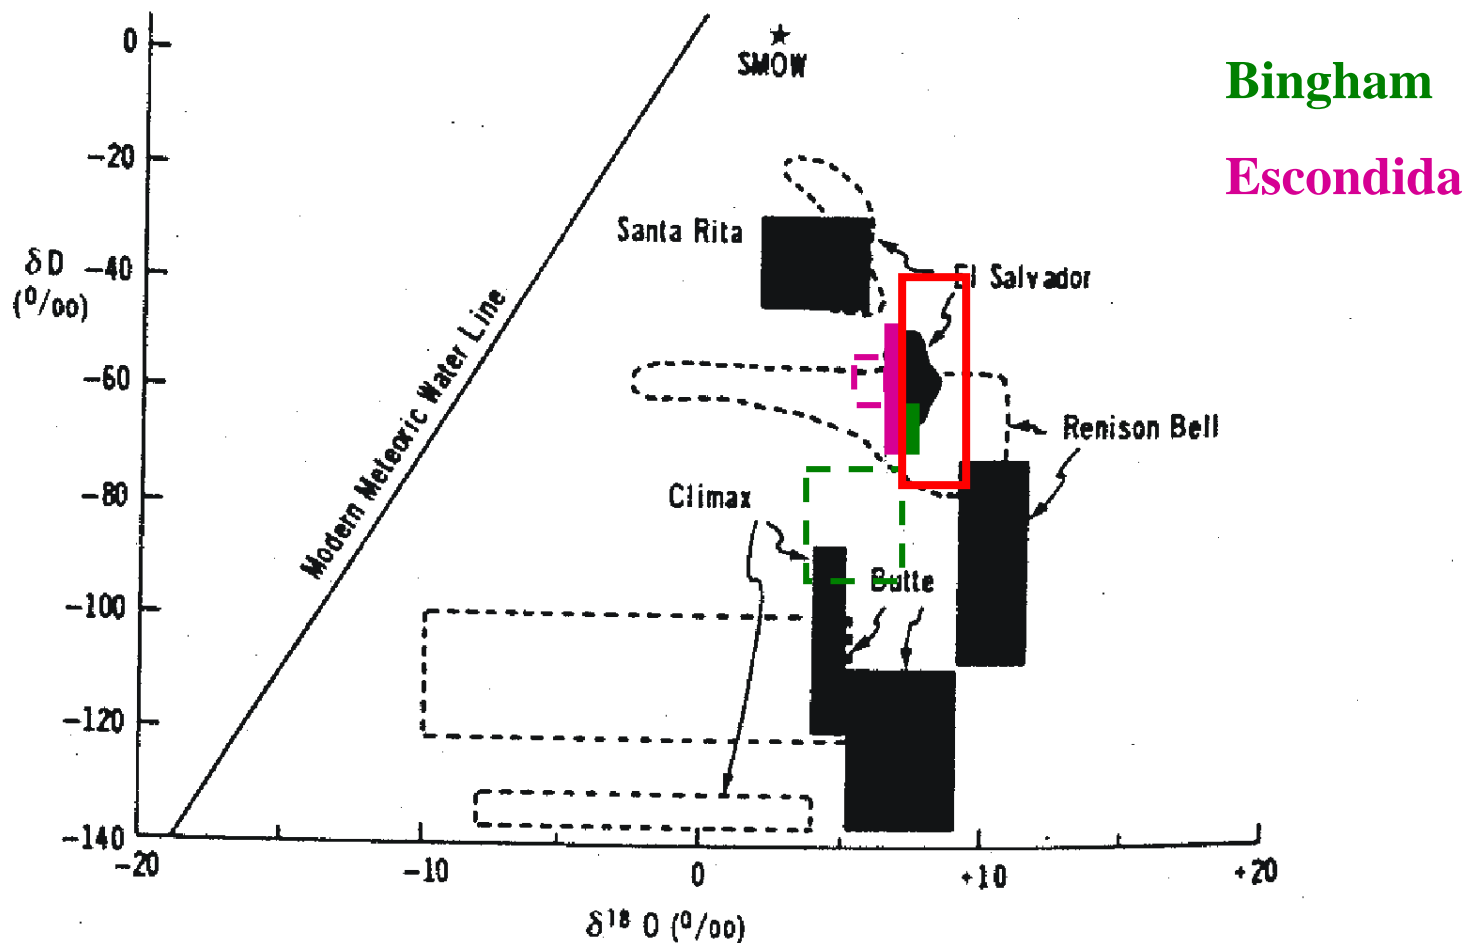 0
SMOW
Bingham
-20
Escondida
Santa Rita
δD
-40
(0/00)
El Salvador
Modern Meteoric Water Line
-60
Renison Bell
-80
Climax
Butte
-100
-120
-140
-20
-10
0
+10
+20
δ18 O (0/00)